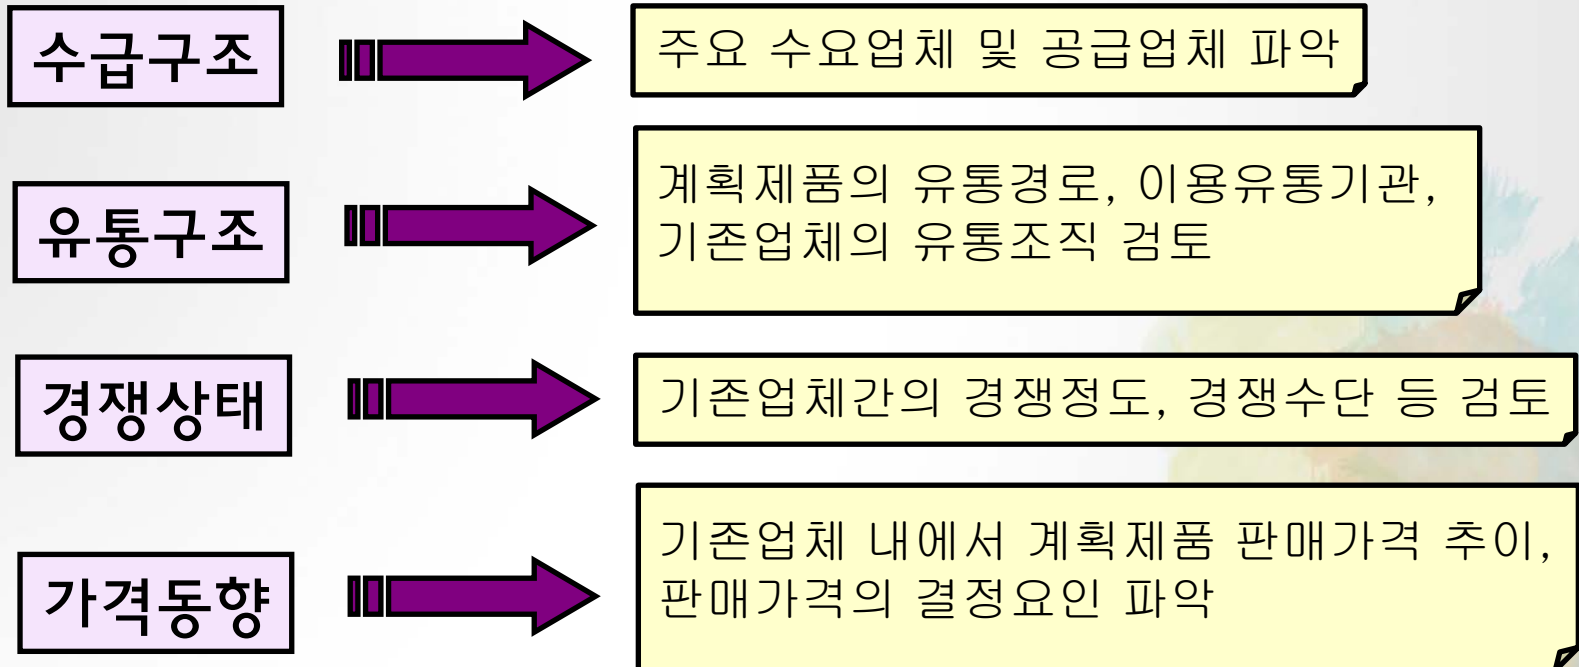 수급구조
주요 수요업체 및 공급업체 파악
유통구조
계획제품의 유통경로, 이용유통기관,
기존업체의 유통조직 검토
경쟁상태
기존업체간의 경쟁정도, 경쟁수단 등 검토
가격동향
기존업체 내에서 계획제품 판매가격 추이,
판매가격의 결정요인 파악